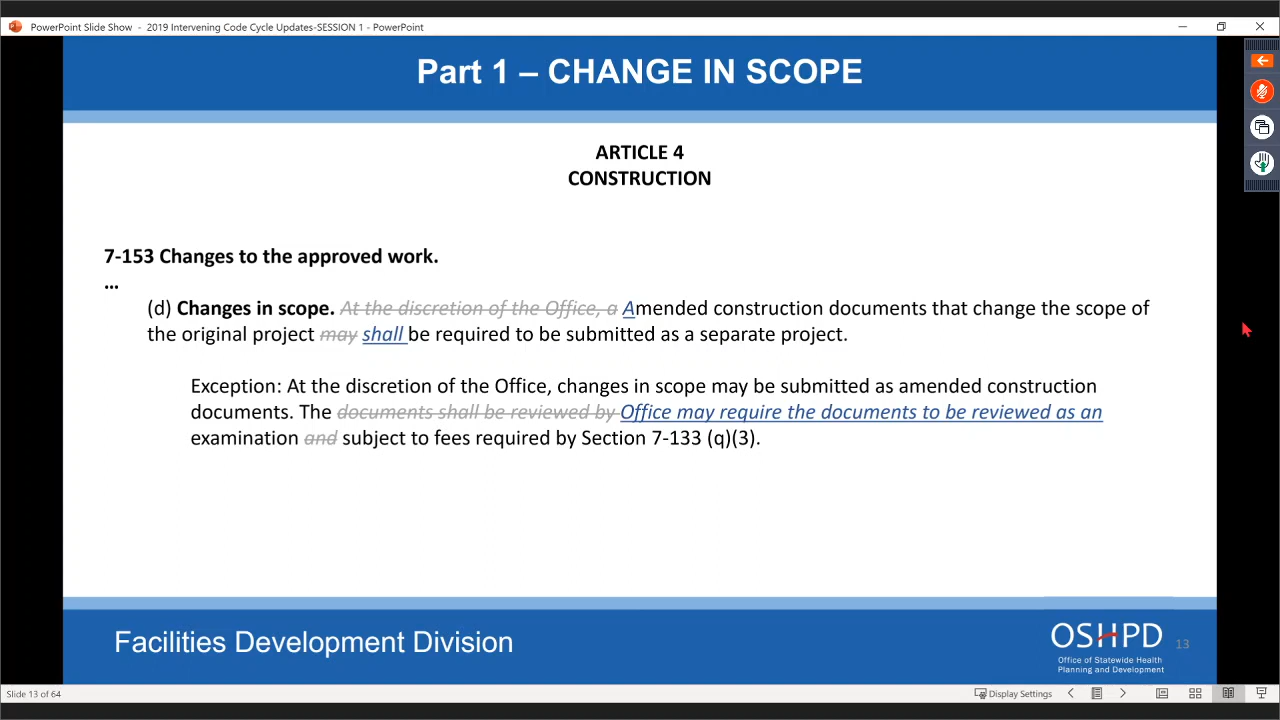 PowerPoint Slide Show - 2019 Intervening Code Cycle Updates-SESSION 1 - PowerPoint
Part 1 – CHANGE IN SCOPE
ARTICLE 4
CONSTRUCTION
7-153 Changes to the approved work.
…
(d) Changes in scope. At the discretion of the Office, a Amended construction documents that change the scope of
the original project may shall be required to be submitted as a separate project.
Exception: At the discretion of the Office, changes in scope may be submitted as amended construction
documents. The documents shall be reviewed by Office may require the documents to be reviewed as an
examination and subject to fees required by Section 7-133 (q)(3).
Facilities Development Division
OSHPD
Office of Statewide Health
Planning and Development
13
Slide 13 of 64
Display Settings